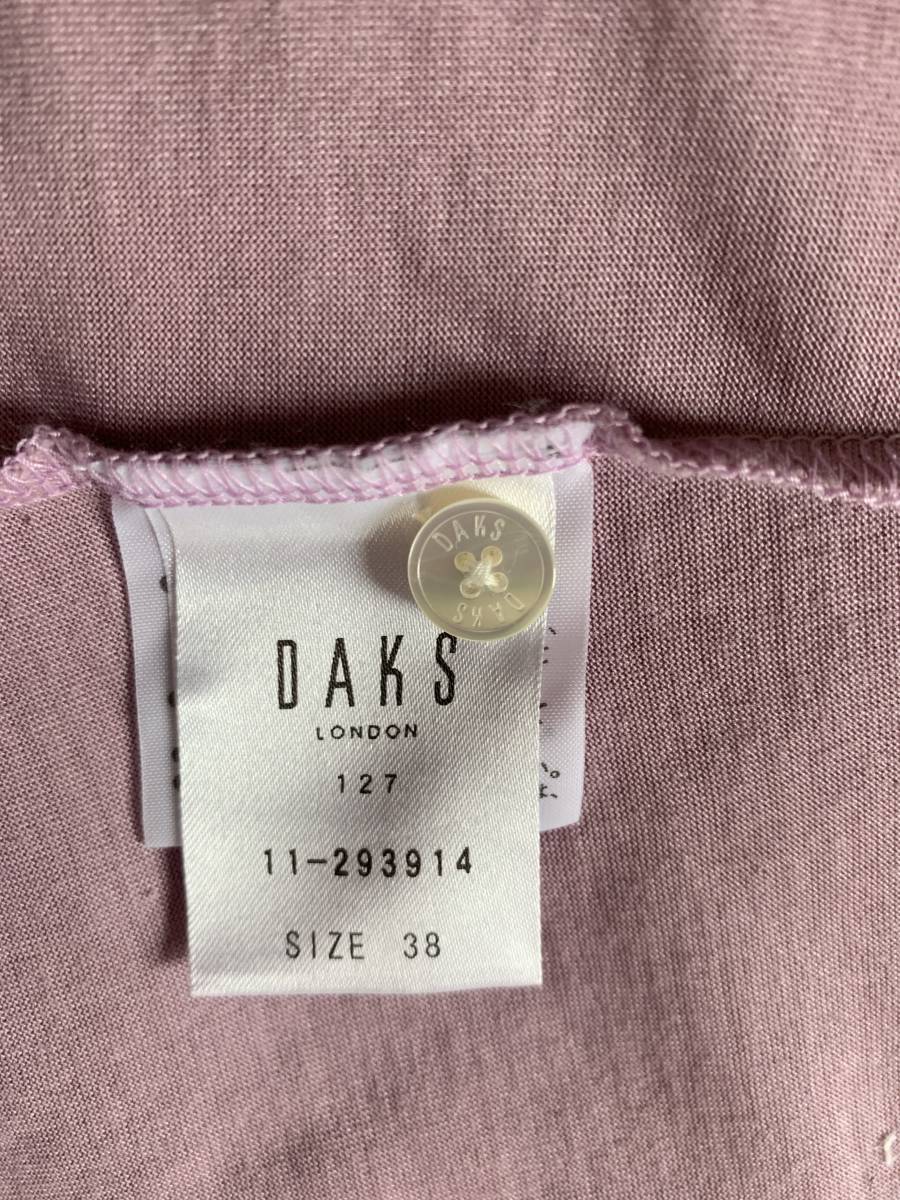 DAKS
DAKS
DAKS
LONDON
127
11-293914
SIZE 38